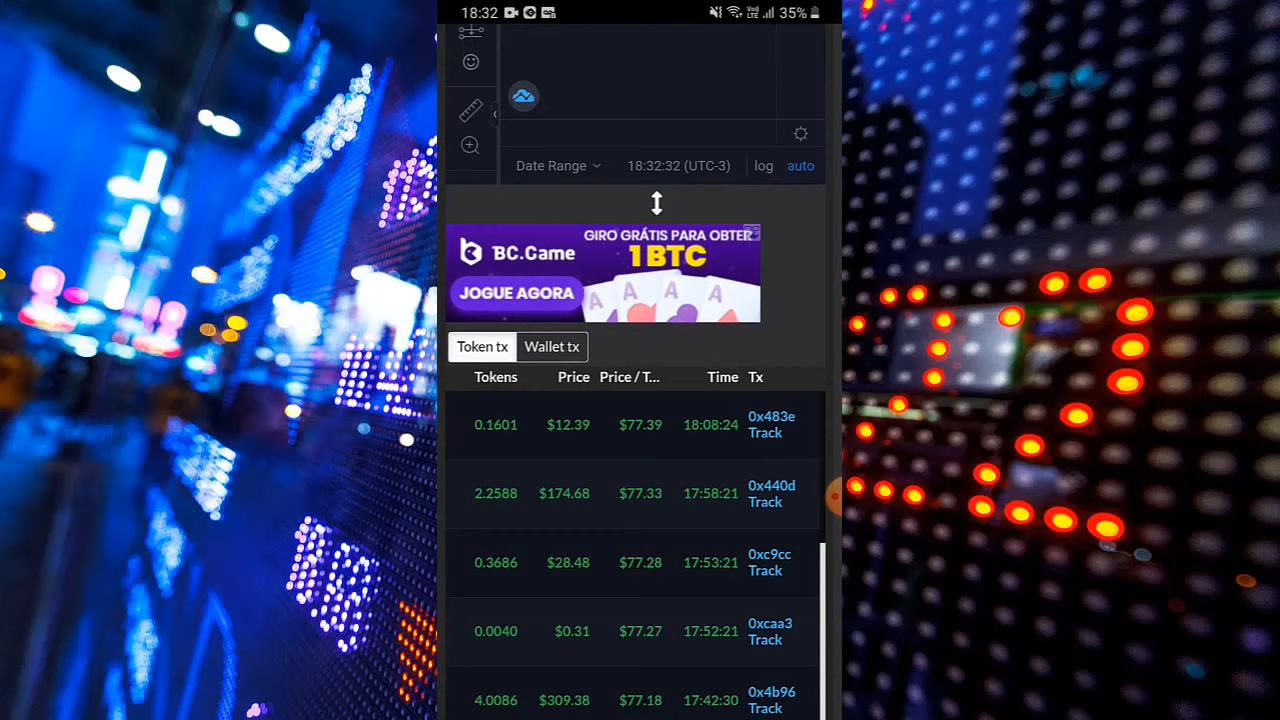 18:32 35%
Date Range 18:32:32 (UTC-3) log auto
GIRO GRÁTIS PARA OBTER
BC.Game 1 BTC
JOGUE AGORA
Token tx Wallet tx
Tokens Price Price / T... Time Tx
0.1601 $12.39 $77.39 18:08:24 0x483e
Track
2.2588 $174.68 $77.33 17:58:21 0x440d
Track
0.3686 $28.48 $77.28 17:53:21 0xc9cc
Track
0.0040 $0.31 $77.27 17:52:21 0xcaa3
Track
4.0086 $309.38 $77.18 17:42:30 0x4b96
Track